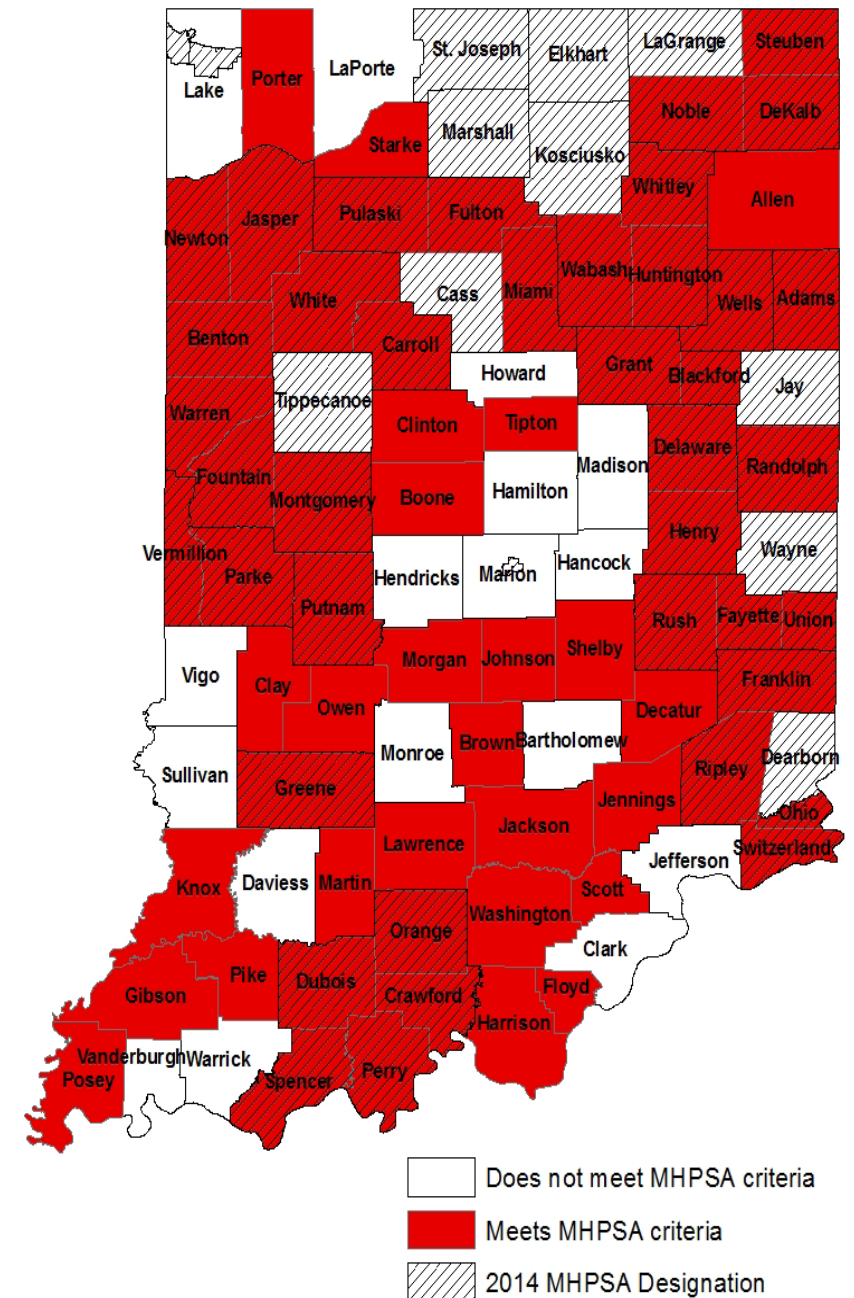 St. Joseph
Elkhart
LaGrange
Steuben
Lake
Porter
LaPorte
Noble
DeKalb
Starke
Marshall
Kosciusko
Whitley
Allen
Newton
Jasper
Pulaski
Fulton
Wabash
Huntington
White
Cass
Miami
Wells
Adams
Benton
Carroll
Grant
Blackford
Howard
Jay
Tippecanoe
Warren
Clinton
Tipton
Madison
Delaware
Randolph
Fountain
Montgomery
Boone
Hamilton
Henry
Vermillion
Parke
Hendricks
Marion
Hancock
Wayne
Putnam
Rush
Fayette
Union
Vigo
Clay
Morgan
Johnson
Shelby
Franklin
Owen
Decatur
Sullivan
Greene
Monroe
Brown
Bartholomew
Ripley
Dearborn
Jennings
Ohio
Lawrence
Jackson
Switzerland
Knox
Daviess
Martin
Jefferson
Scott
Orange
Washington
Clark
Gibson
Pike
Dubois
Crawford
Floyd
Harrison
Posey
Vanderburgh
Warrick
Spencer
Perry
Does not meet MHPSA criteria
Meets MHPSA criteria
2014 MHPSA Designation